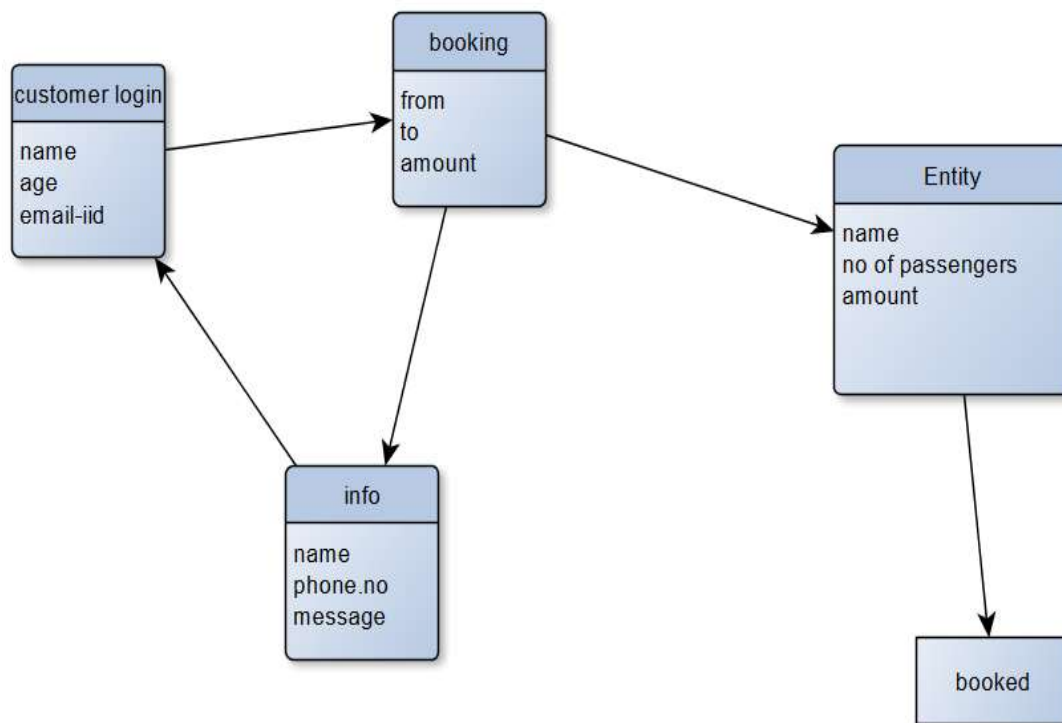 booking
from
to
amount
customer login
name
age
email-iid
Entity
name
no of passengers
amount
info
name
phone.no
message
booked